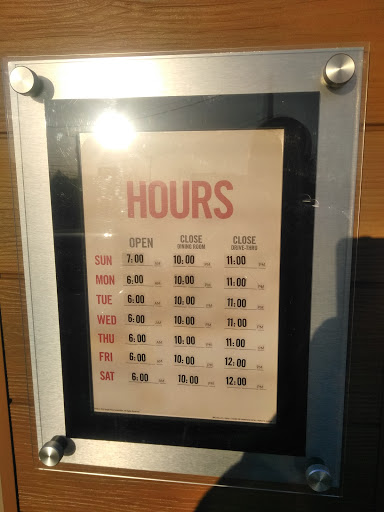 HOURS
OPEN CLOSE DINING ROOM CLOSE DRIVE-THRU
SUN 7:00 AM 10:00 PM 11:00 PM
MON 6:00 AM 10:00 PM 11:00 PM
TUE 6:00 AM 10:00 PM 11:00 PM
WED 6:00 AM 10:00 PM 11:00 PM
THU 6:00 AM 10:00 PM 11:00 PM
FRI 6:00 AM 10:00 PM 12:00 AM
SAT 6:00 AM 10:00 PM 12:00